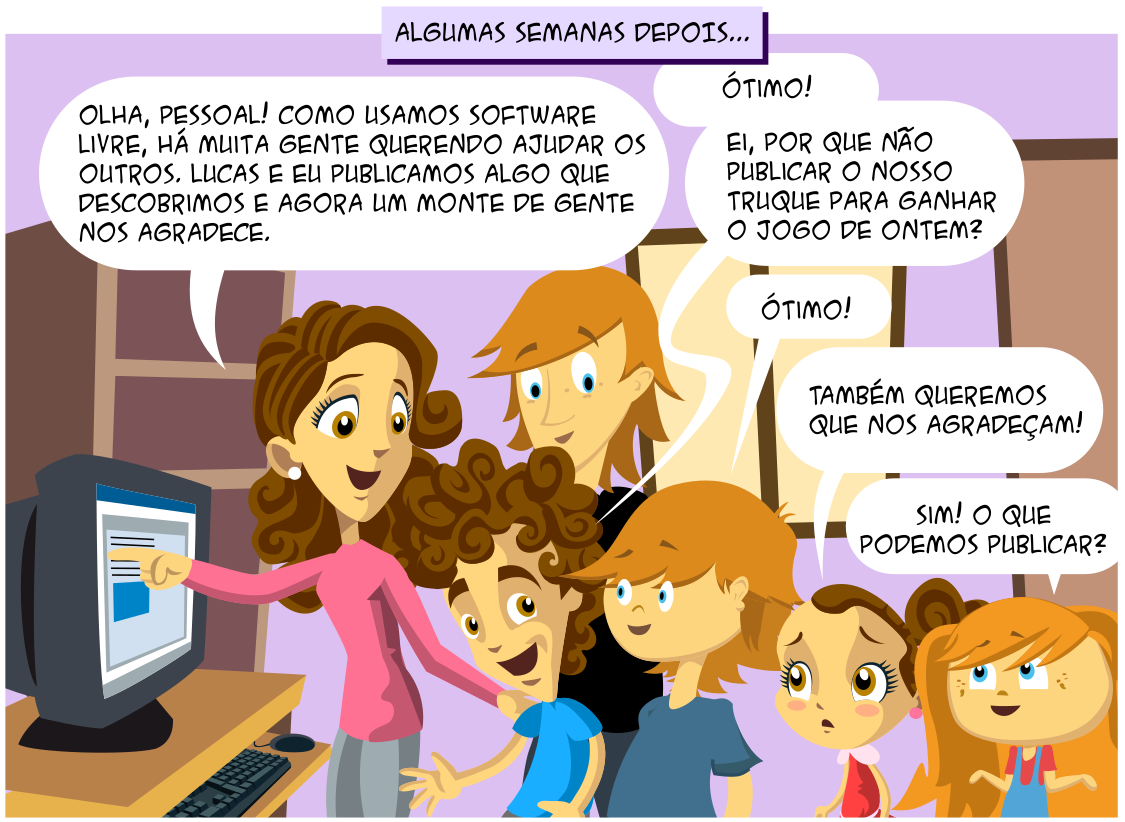 ALGUMAS SEMANAS DEPOIS...
OLHA, PESSOAL! COMO USAMOS SOFTWARE
LIVRE, HÁ MUITA GENTE QUERENDO AJUDAR OS
OUTROS. LUCAS E EU PUBLICAMOS ALGO QUE
DESCOBRIMOS E AGORA UM MONTE DE GENTE
NOS AGRADECE.
ÓTIMO!
EI, POR QUE NÃO
PUBLICAR O NOSSO
TRUQUE PARA GANHAR
O JOGO DE ONTEM?
ÓTIMO!
TAMBÉM QUEREMOS
QUE NOS AGRADEÇAM!
SIM! O QUE
PODEMOS PUBLICAR?